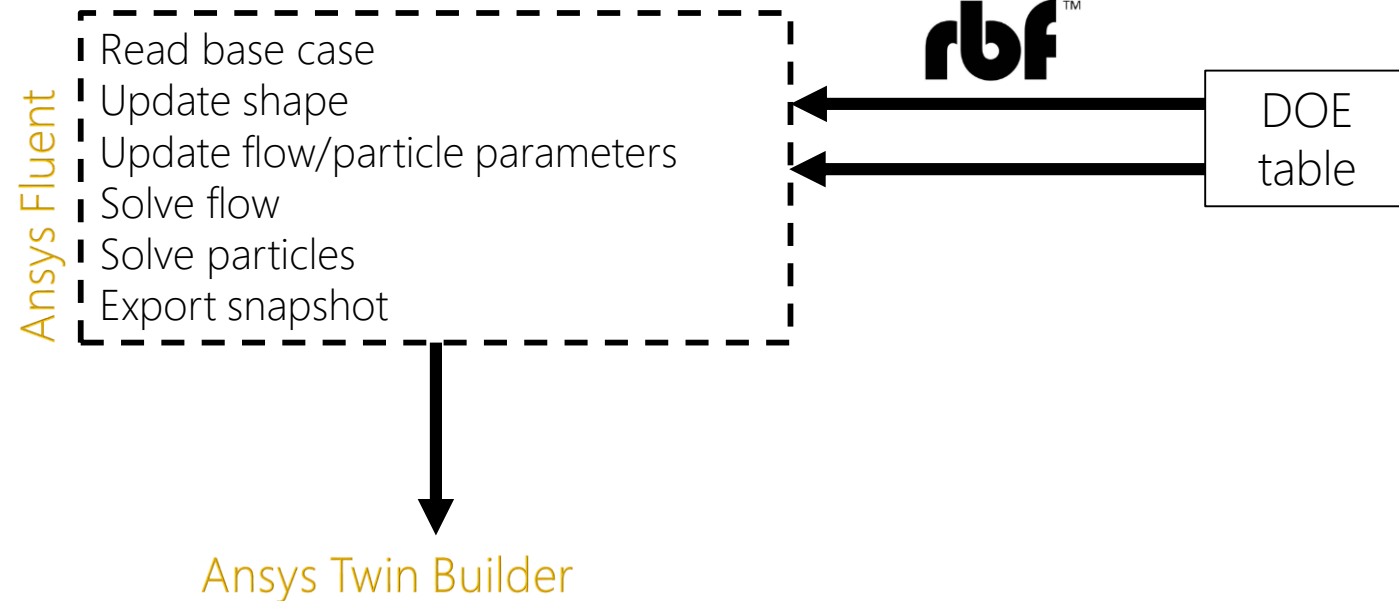 rbf™
Read base case
Update shape
Update flow/particle parameters
Solve flow
Solve particles
Export snapshot
Ansys Fluent
DOE
table
Ansys Twin Builder